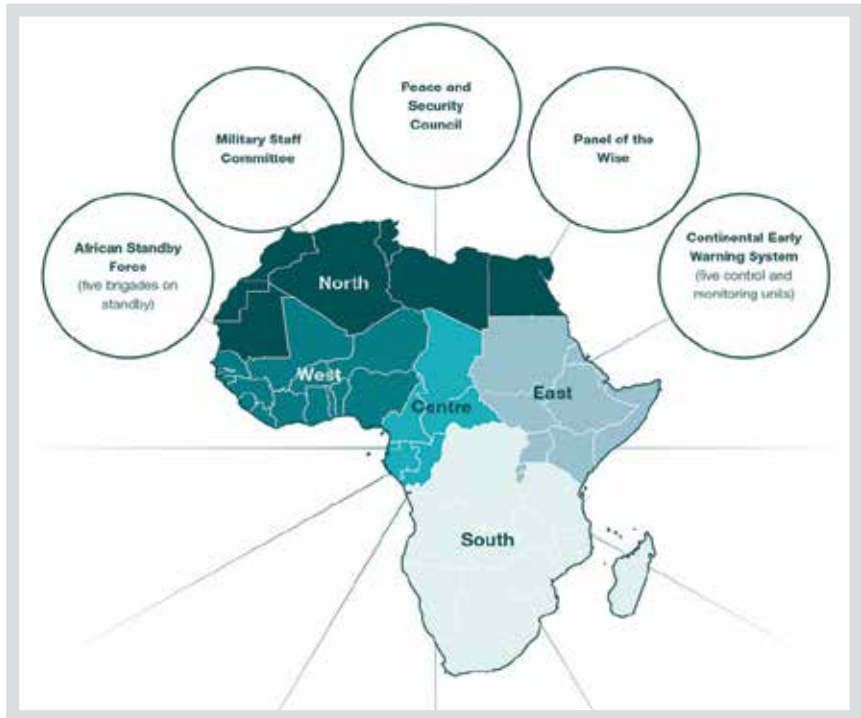 Peace and
Security
Council
Military Staff
Committee
Panel of the
Wise
African Standby
Force
(five brigades on
standby)
Continental Early
Warning System
(five control and
monitoring units)
North
West
Centre
East
South